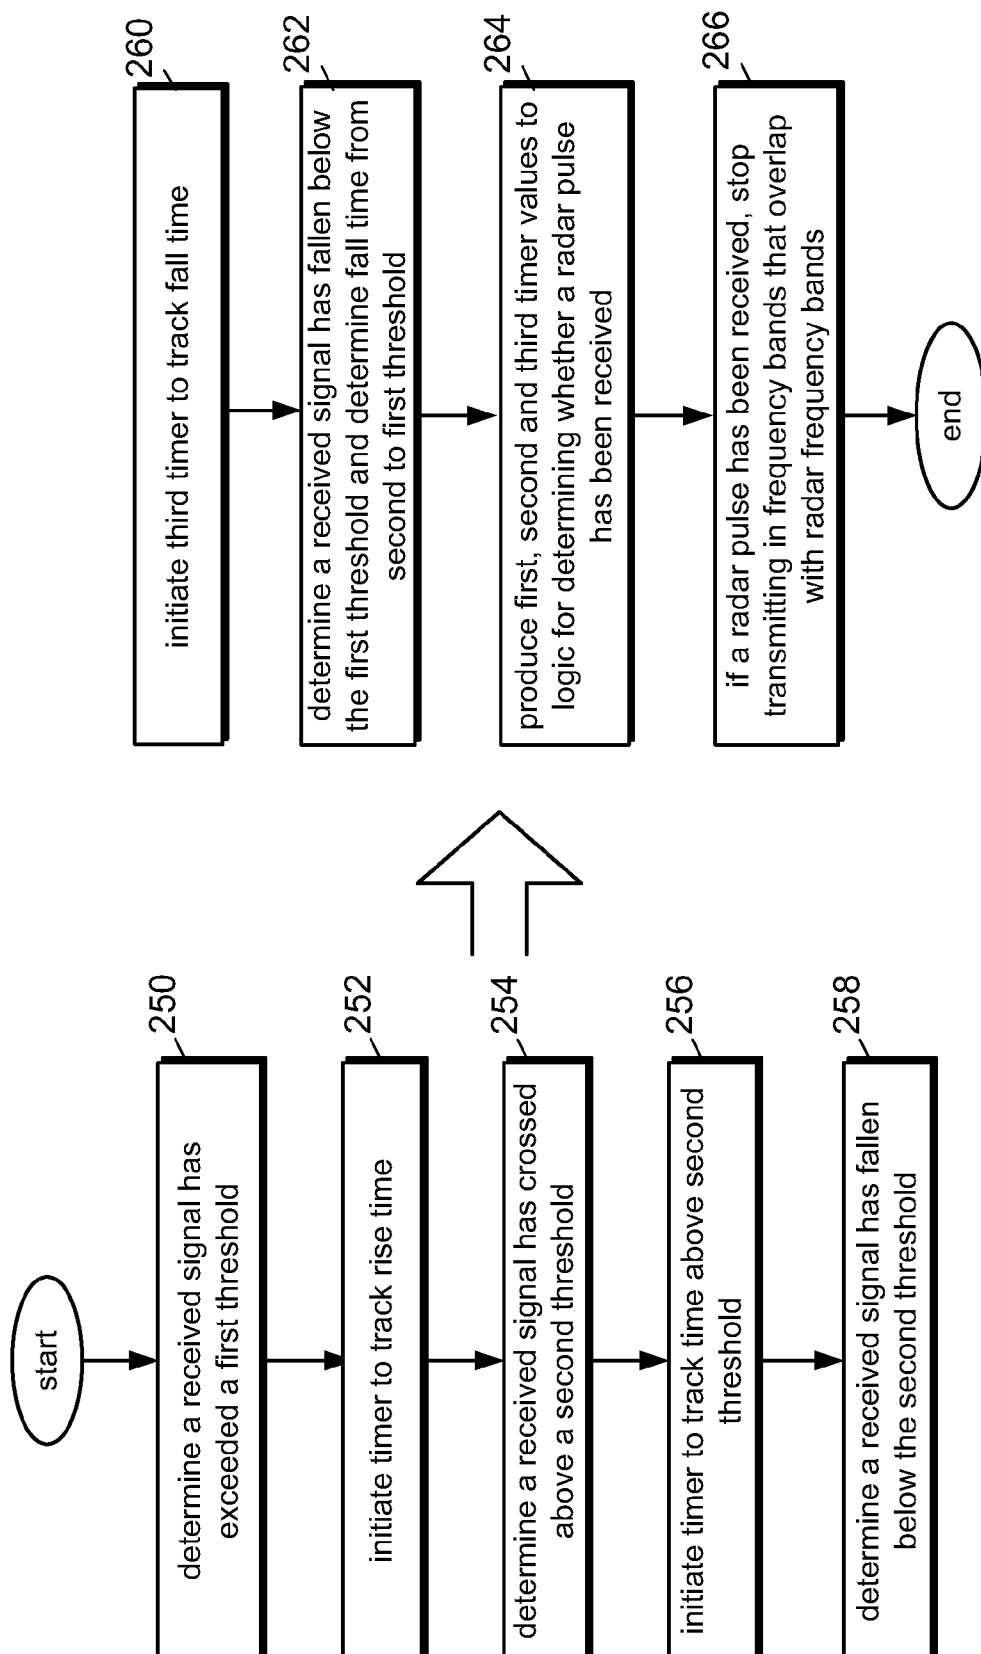 start
250
determine a received signal has
exceeded a first threshold
252
initiate timer to track rise time
254
determine a received signal has crossed
above a second threshold
256
initiate timer to track time above second
threshold
258
determine a received signal has fallen
below the second threshold
260
initiate third timer to track fall time
262
determine a received signal has fallen below
the first threshold and determine fall time from
second to first threshold
264
produce first, second and third timer values to
logic for determining whether a radar pulse
has been received
266
if a radar pulse has been received, stop
transmitting in frequency bands that overlap
with radar frequency bands
end